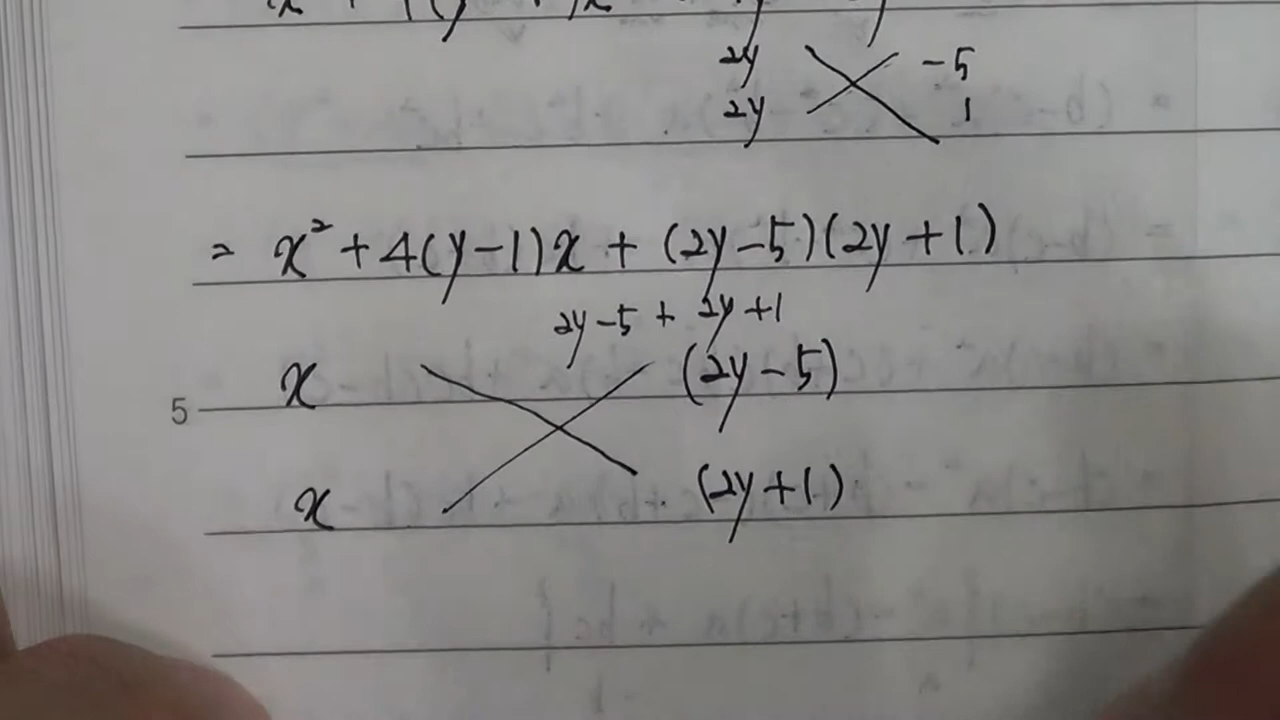 2y -5
2y 1
= x² + 4(y-1)x + (2y-5)(2y+1)
2y-5 + 2y+1
x (2y-5)
5
x (2y+1)